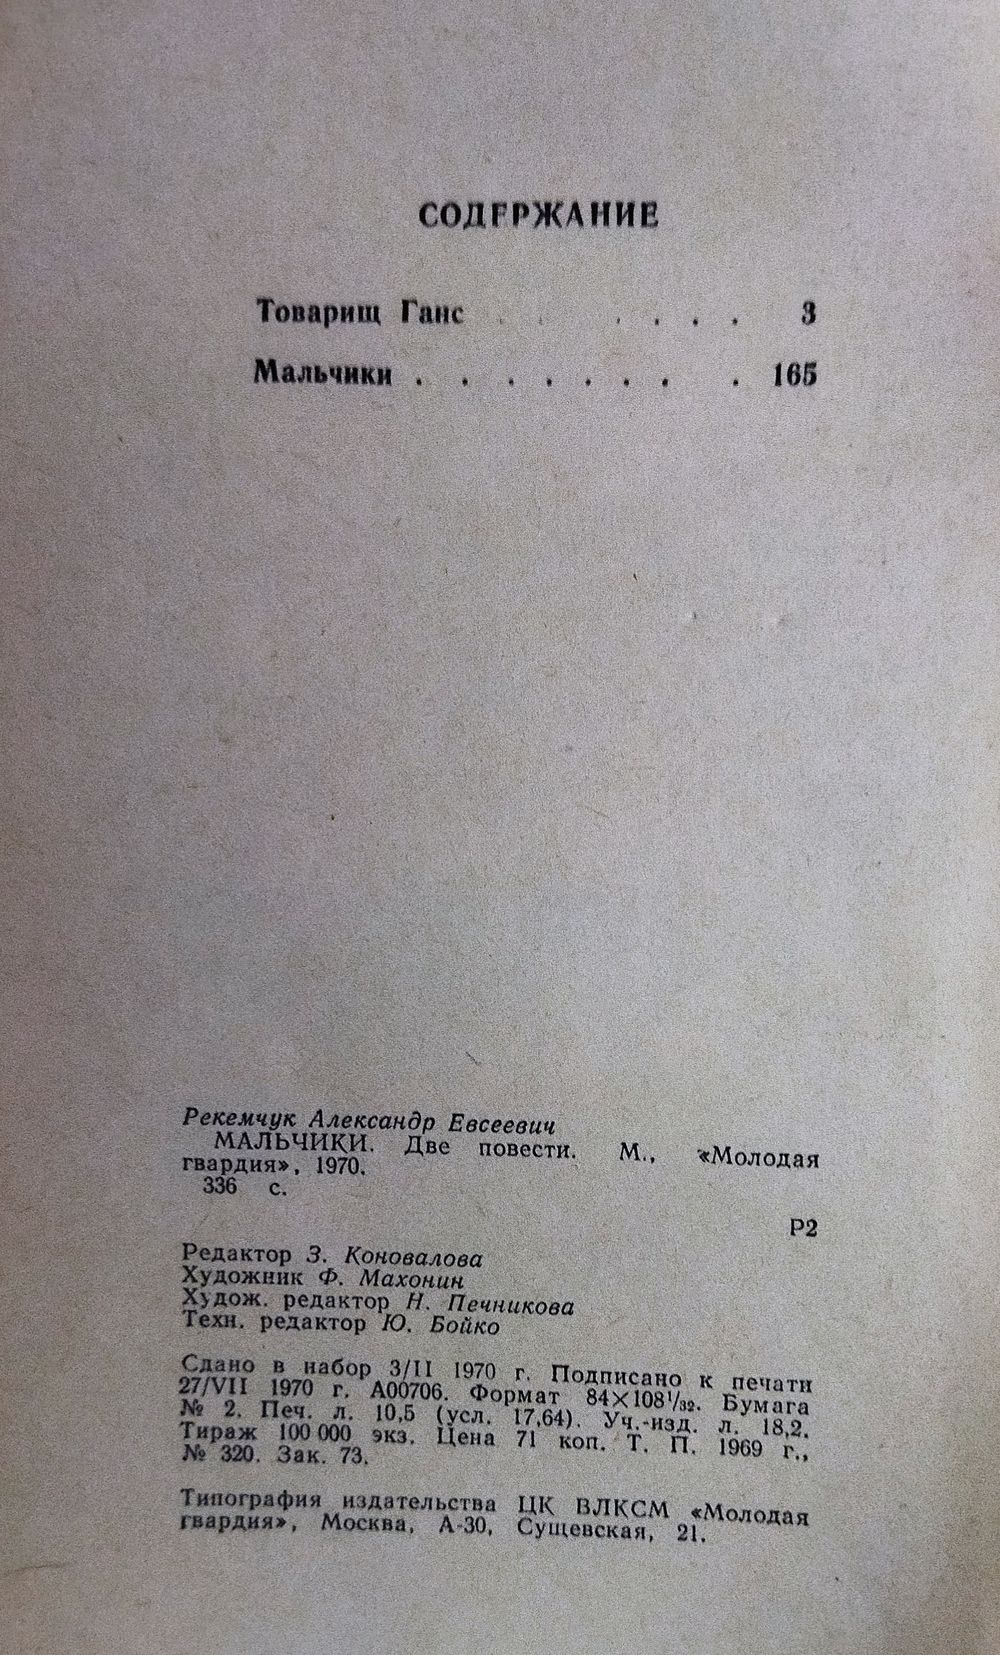 СОДЕРЖАНИЕ
Товарищ Ганс . . . . . . 3
Мальчики . . . . . . . . 165
Рекемчук Александр Евсеевич
МАЛЬЧИКИ. Две повести. М., «Молодая
гвардия», 1970.
336 с.
Р2
Редактор З. Коновалова
Художник Ф. Махонин
Худож. редактор Н. Печникова
Техн. редактор Ю. Бойко
Сдано в набор 3/II 1970 г. Подписано к печати
27/VII 1970 г. А00706. Формат 84×108¹/₃₂. Бумага
№ 2. Печ. л. 10,5 (усл. 17,64). Уч.-изд. л. 18,2.
Тираж 100 000 экз. Цена 71 коп. Т. П. 1969 г.,
№ 320. Зак. 73.
Типография издательства ЦК ВЛКСМ «Молодая
гвардия», Москва, А-30, Сущевская, 21.